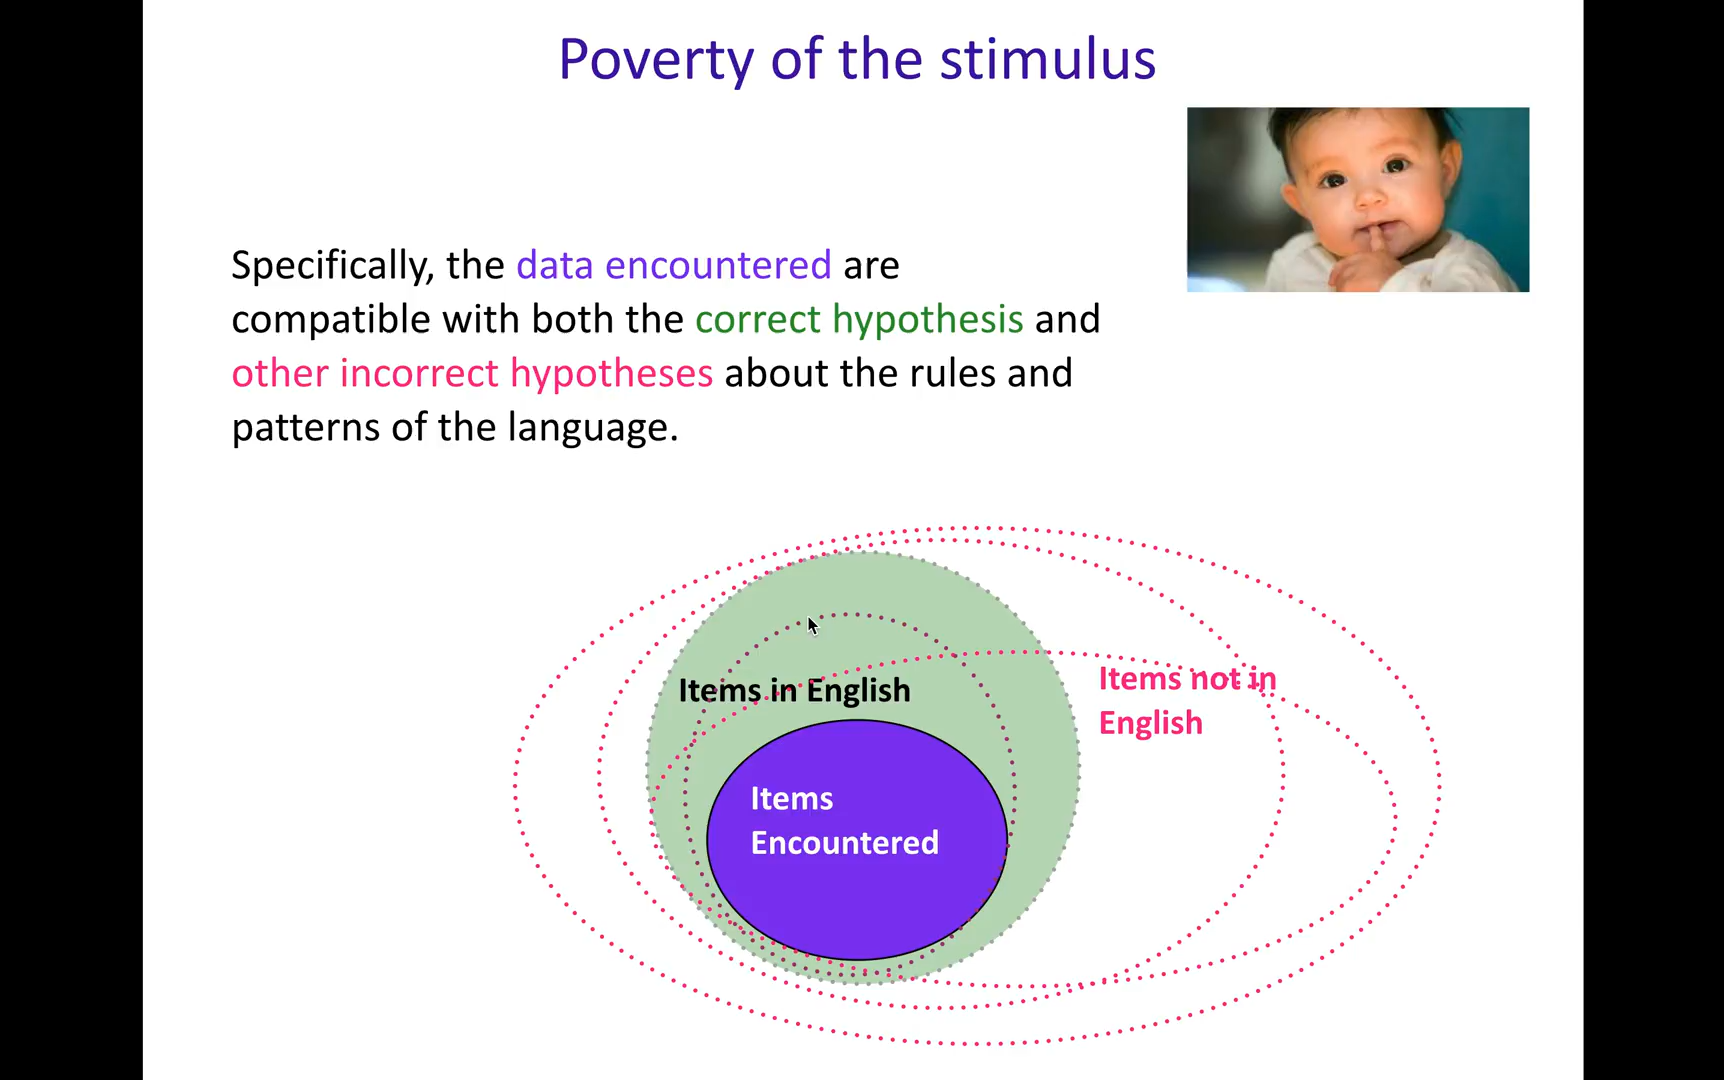 Poverty of the stimulus
Specifically, the data encountered are
compatible with both the correct hypothesis and
other incorrect hypotheses about the rules and
patterns of the language.
Items in English
Items not in
English
Items
Encountered